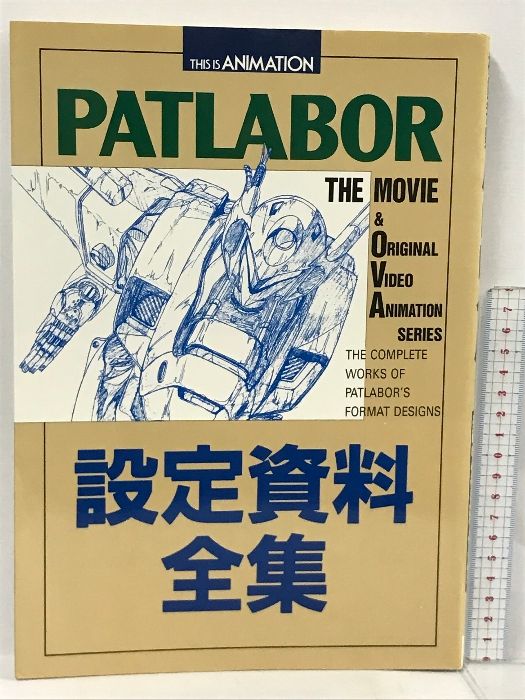 THIS IS ANIMATION
PATLABOR
THE MOVIE
&
ORIGINAL
VIDEO
ANIMATION
SERIES
THE COMPLETE
WORKS OF
PATLABOR'S
FORMAT DESIGNS
設定資料
全集